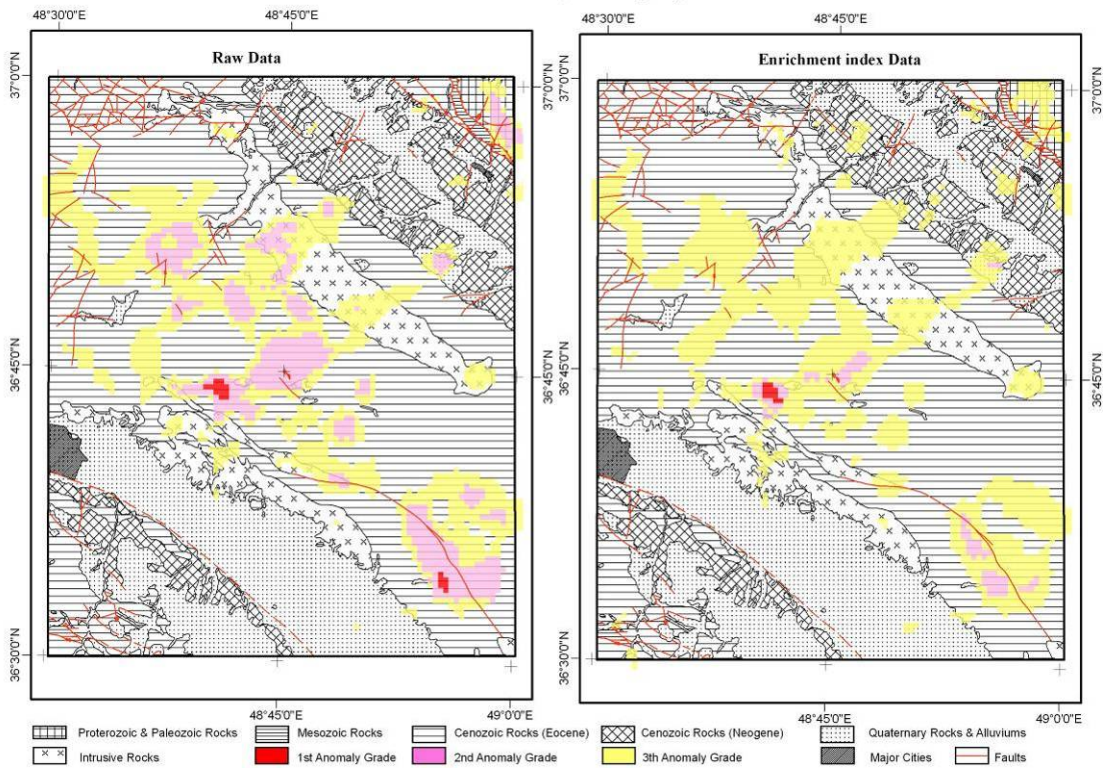 48°30'0"E 48°45'0"E 48°30'0"E 48°45'0"E
Raw Data Enrichment index Data
37°0'0"N 37°0'0"N 37°0'0"N 37°0'0"N
36°45'0"N 36°45'0"N 36°45'0"N 36°45'0"N
36°30'0"N 36°30'0"N
48°45'0"E 49°0'0"E 48°45'0"E 49°0'0"E
Proterozoic & Paleozoic Rocks Mesozoic Rocks Cenozoic Rocks (Eocene) Cenozoic Rocks (Neogene) Quaternary Rocks & Alluviums
Intrusive Rocks 1st Anomaly Grade 2nd Anomaly Grade 3th Anomaly Grade Major Cities Faults